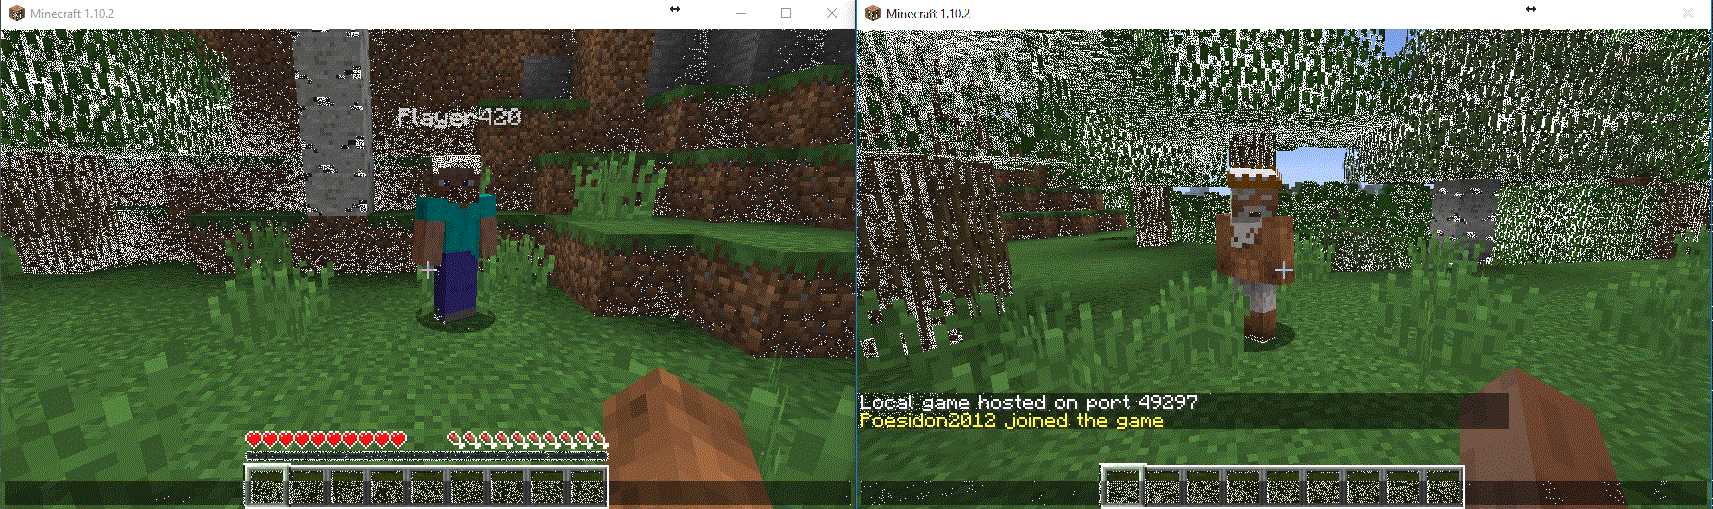 Minecraft 1.10.2
Player420
Minecraft 1.10.2
Local game hosted on port 49297
Poesidon2012 joined the game